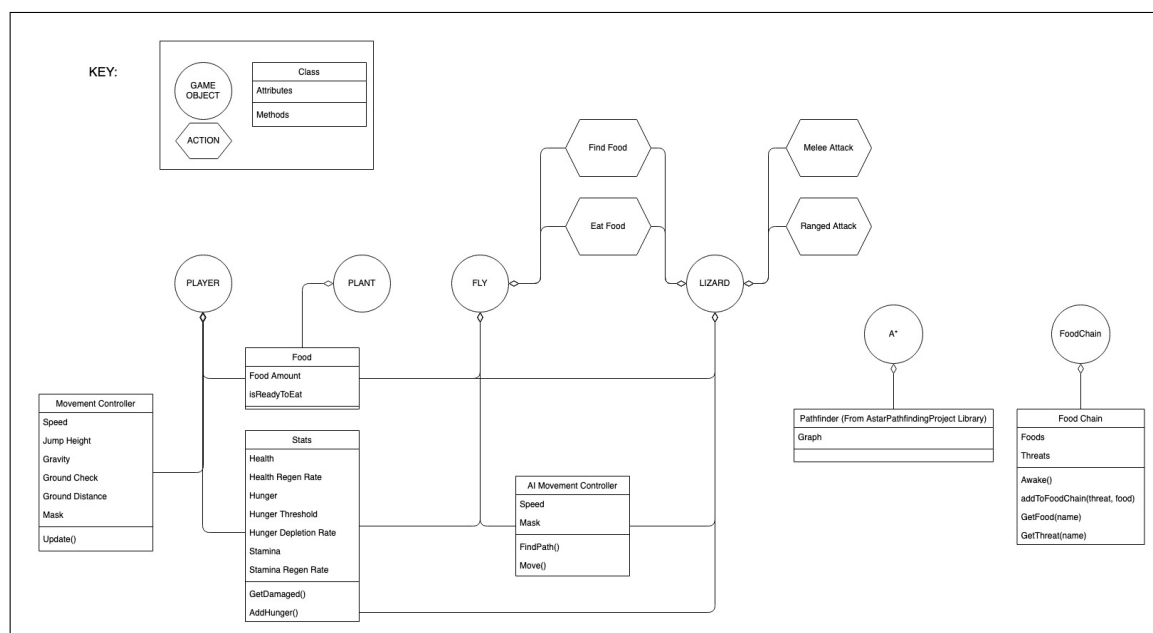 KEY:
GAME
OBJECT
ACTION
Class
Attributes
Methods
Find Food
Eat Food
Melee Attack
Ranged Attack
PLAYER
PLANT
FLY
LIZARD
A*
FoodChain
Food
Food Amount
isReadyToEat
Movement Controller
Speed
Jump Height
Gravity
Ground Check
Ground Distance
Mask
Update()
Stats
Health
Health Regen Rate
Hunger
Hunger Threshold
Hunger Depletion Rate
Stamina
Stamina Regen Rate
GetDamaged()
AddHunger()
AI Movement Controller
Speed
Mask
FindPath()
Move()
Pathfinder (From AstarPathfindingProject Library)
Graph
Food Chain
Foods
Threats
Awake()
addToFoodChain(threat, food)
GetFood(name)
GetThreat(name)